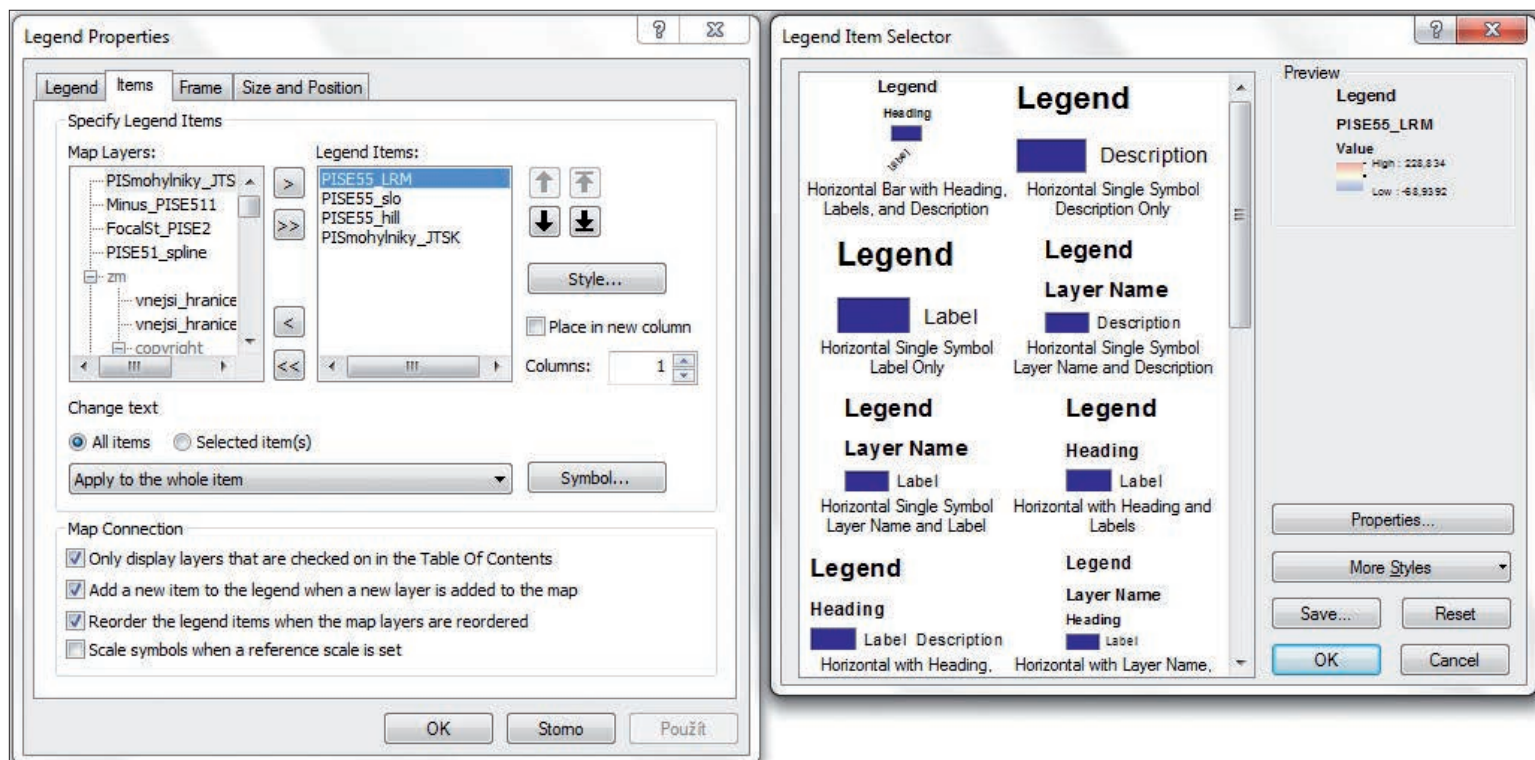 Legend Properties
Legend Items Frame Size and Position
Specify Legend Items
Map Layers:
PISmohylniky_JTS
Minus_PISE511
FocalSt_PISE2
PISE51_spline
zm
vnejsi_hranice
vnejsi_hranice
copyright
>
>>
<
<<
Legend Items:
PISE55_LRM
PISE55_slo
PISE55_hill
PISmohylniky_JTSK
Style...
Place in new column
Columns: 1
Change text
All items Selected item(s)
Apply to the whole item
Symbol...
Map Connection
Only display layers that are checked on in the Table Of Contents
Add a new item to the legend when a new layer is added to the map
Reorder the legend items when the map layers are reordered
Scale symbols when a reference scale is set
OK Storno Použít
Legend Item Selector
Legend
Heading
Label
Horizontal Bar with Heading,
Labels, and Description
Legend
Description
Horizontal Single Symbol
Description Only
Legend
Label
Horizontal Single Symbol
Label Only
Legend
Layer Name
Description
Horizontal Single Symbol
Layer Name and Description
Legend
Layer Name
Label
Horizontal Single Symbol
Layer Name and Label
Legend
Heading
Label
Horizontal with Heading and
Labels
Legend
Heading
Label Description
Horizontal with Heading,
Legend
Layer Name
Heading
Label
Horizontal with Layer Name,
Preview
Legend
PISE55_LRM
Value
High : 228,834
Low : -68,9392
Properties...
More Styles
Save... Reset
OK Cancel